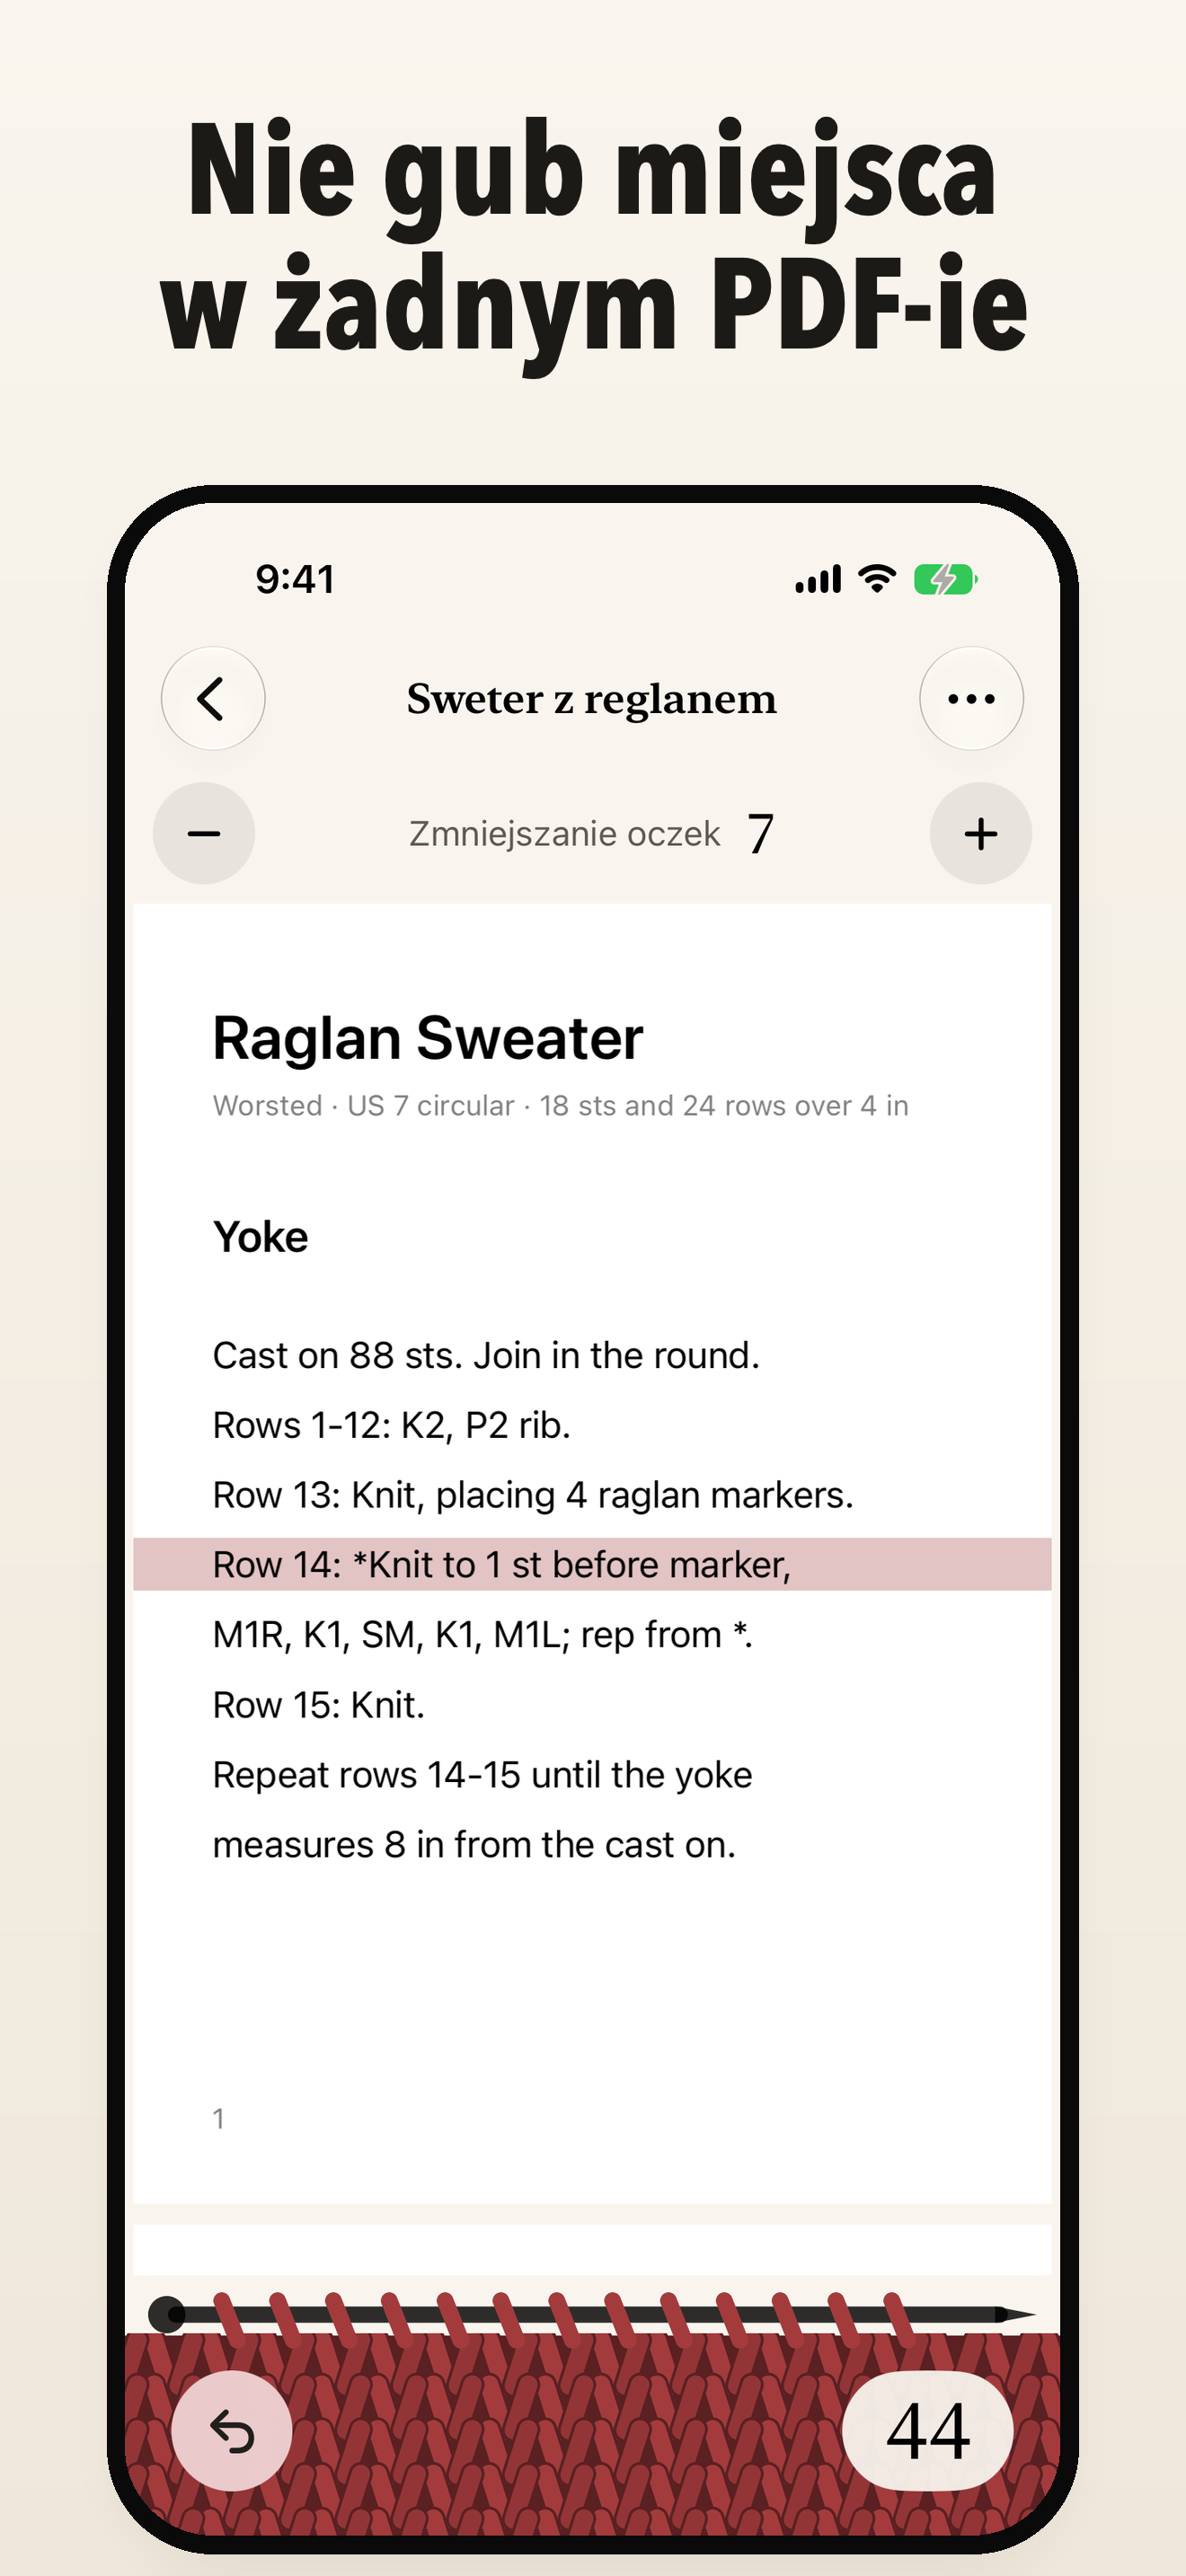 Nie gub miejsca
w żadnym PDF-ie
9:41
Sweter z reglanem
Zmniejszanie oczek 7
Raglan Sweater
Worsted · US 7 circular · 18 sts and 24 rows over 4 in
Yoke
Cast on 88 sts. Join in the round.
Rows 1-12: K2, P2 rib.
Row 13: Knit, placing 4 raglan markers.
Row 14: *Knit to 1 st before marker,
M1R, K1, SM, K1, M1L; rep from *.
Row 15: Knit.
Repeat rows 14-15 until the yoke
measures 8 in from the cast on.
1
44